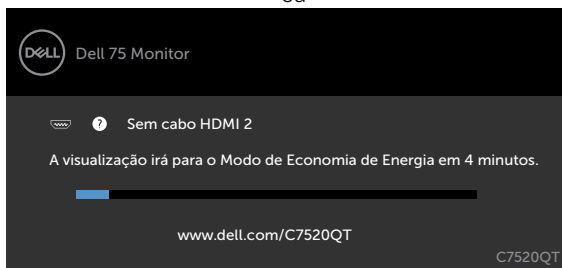 ou
DELL
Dell 75 Monitor
? Sem cabo HDMI 2
A visualização irá para o Modo de Economia de Energia em 4 minutos.
www.dell.com/C7520QT
C7520QT